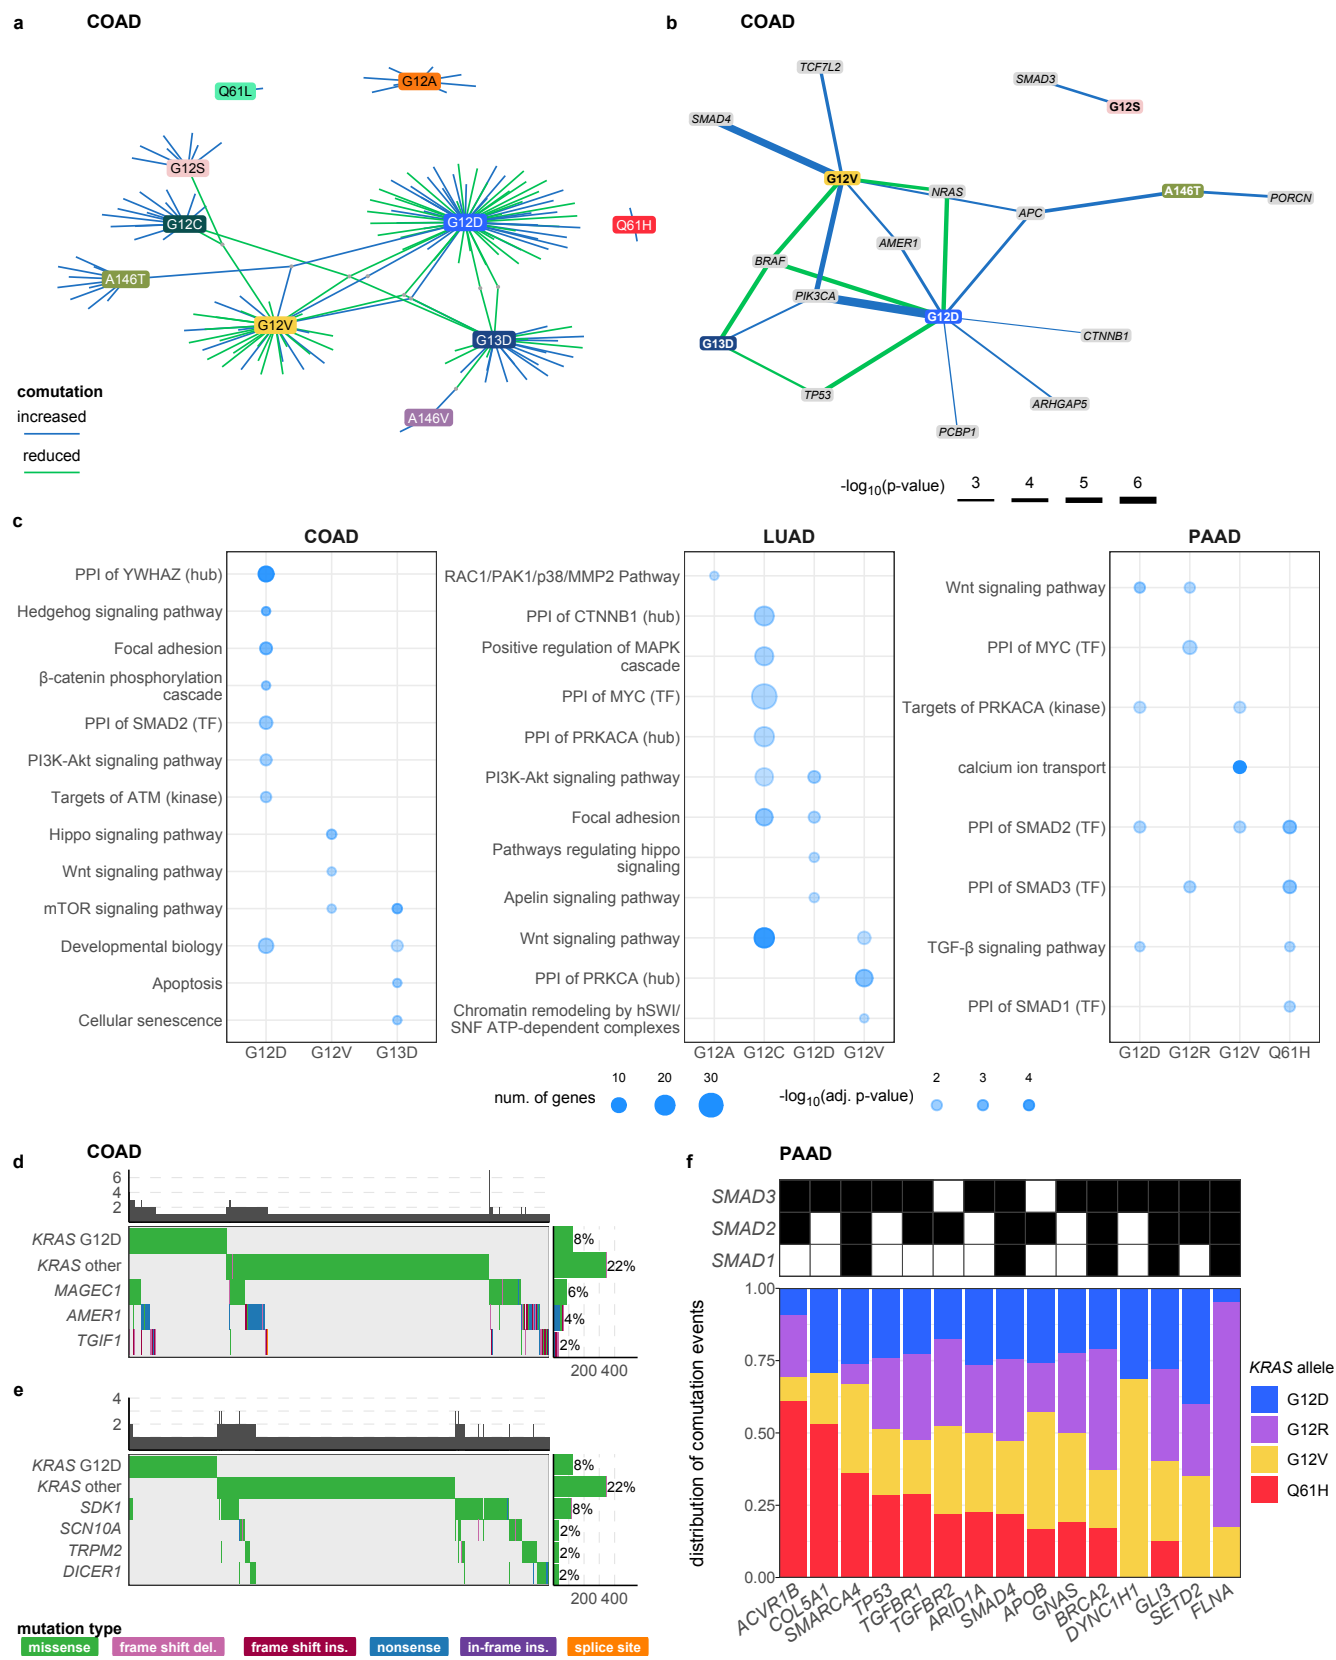 a
COAD
Q61L
G12A
G12S
G12C
G12D
Q61H
A146T
G12V
G13D
A146V
comutation
increased
reduced
b
COAD
TCF7L2
SMAD3
G12S
SMAD4
G12V
NRAS
A146T
PORCN
APC
AMER1
BRAF
PIK3CA
G12D
G13D
CTNNB1
TP53
ARHGAP5
PCBP1
-log10(p-value) 3 4 5 6
c
COAD
PPI of YWHAZ (hub)
Hedgehog signaling pathway
Focal adhesion
β-catenin phosphorylation
cascade
PPI of SMAD2 (TF)
PI3K-Akt signaling pathway
Targets of ATM (kinase)
Hippo signaling pathway
Wnt signaling pathway
mTOR signaling pathway
Developmental biology
Apoptosis
Cellular senescence
G12D G12V G13D
LUAD
RAC1/PAK1/p38/MMP2 Pathway
PPI of CTNNB1 (hub)
Positive regulation of MAPK
cascade
PPI of MYC (TF)
PPI of PRKACA (hub)
PI3K-Akt signaling pathway
Focal adhesion
Pathways regulating hippo
signaling
Apelin signaling pathway
Wnt signaling pathway
PPI of PRKCA (hub)
Chromatin remodeling by hSWI/
SNF ATP-dependent complexes
G12A G12C G12D G12V
PAAD
Wnt signaling pathway
PPI of MYC (TF)
Targets of PRKACA (kinase)
calcium ion transport
PPI of SMAD2 (TF)
PPI of SMAD3 (TF)
TGF-β signaling pathway
PPI of SMAD1 (TF)
G12D G12R G12V Q61H
num. of genes 10 20 30
-log10(adj. p-value) 2 3 4
d
COAD
6
4
2
KRAS G12D 8%
KRAS other 22%
MAGEC1 6%
AMER1 4%
TGIF1 2%
200 400
e
4
2
KRAS G12D 8%
KRAS other 22%
SDK1 8%
SCN10A 2%
TRPM2 2%
DICER1 2%
200 400
mutation type
missense frame shift del. frame shift ins. nonsense in-frame ins. splice site
f
PAAD
SMAD3
SMAD2
SMAD1
distribution of comutation events
1.00
0.75
0.50
0.25
0.00
ACVR1B COL5A1 SMARCA4 TP53 TGFBR1 TGFBR2 ARID1A SMAD4 APOB GNAS BRCA2 DYNC1H1 GLI3 SETD2 FLNA
KRAS allele
G12D
G12R
G12V
Q61H